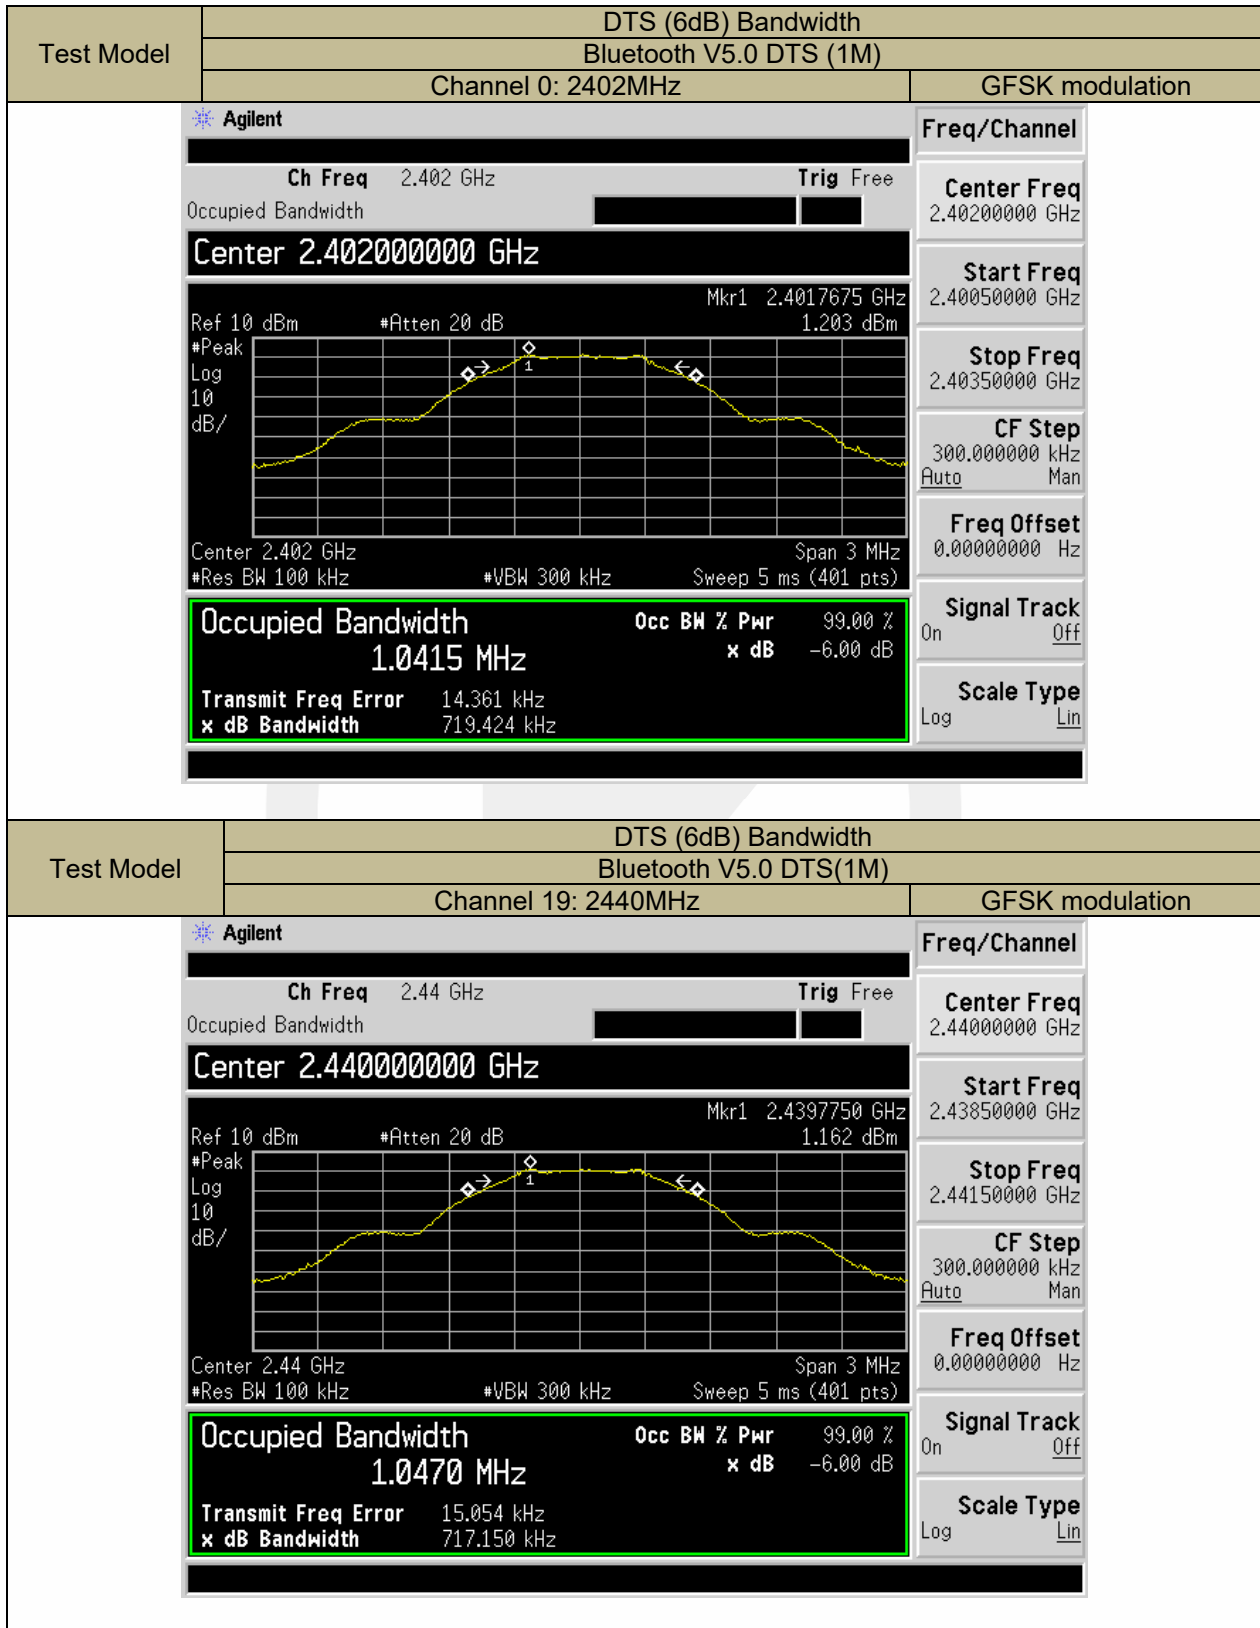 Test Model
DTS (6dB) Bandwidth
Bluetooth V5.0 DTS (1M)
Channel 0: 2402MHz GFSK modulation
Agilent
Freq/Channel
Ch Freq 2.402 GHz Trig Free
Occupied Bandwidth
Center 2.402000000 GHz
Mkr1 2.4017675 GHz
Ref 10 dBm #Atten 20 dB 1.203 dBm
#Peak
Log
10
dB/
1
Center 2.402 GHz Span 3 MHz
#Res BW 100 kHz #VBW 300 kHz Sweep 5 ms (401 pts)
Occupied Bandwidth Occ BW % Pwr 99.00 %
1.0415 MHz x dB -6.00 dB
Transmit Freq Error 14.361 kHz
x dB Bandwidth 719.424 kHz
Center Freq
2.40200000 GHz
Start Freq
2.40050000 GHz
Stop Freq
2.40350000 GHz
CF Step
300.000000 kHz
Auto Man
Freq Offset
0.00000000 Hz
Signal Track
On Off
Scale Type
Log Lin
Test Model
DTS (6dB) Bandwidth
Bluetooth V5.0 DTS(1M)
Channel 19: 2440MHz GFSK modulation
Agilent
Freq/Channel
Ch Freq 2.44 GHz Trig Free
Occupied Bandwidth
Center 2.440000000 GHz
Mkr1 2.4397750 GHz
Ref 10 dBm #Atten 20 dB 1.162 dBm
#Peak
Log
10
dB/
1
Center 2.44 GHz Span 3 MHz
#Res BW 100 kHz #VBW 300 kHz Sweep 5 ms (401 pts)
Occupied Bandwidth Occ BW % Pwr 99.00 %
1.0470 MHz x dB -6.00 dB
Transmit Freq Error 15.054 kHz
x dB Bandwidth 717.150 kHz
Center Freq
2.44000000 GHz
Start Freq
2.43850000 GHz
Stop Freq
2.44150000 GHz
CF Step
300.000000 kHz
Auto Man
Freq Offset
0.00000000 Hz
Signal Track
On Off
Scale Type
Log Lin